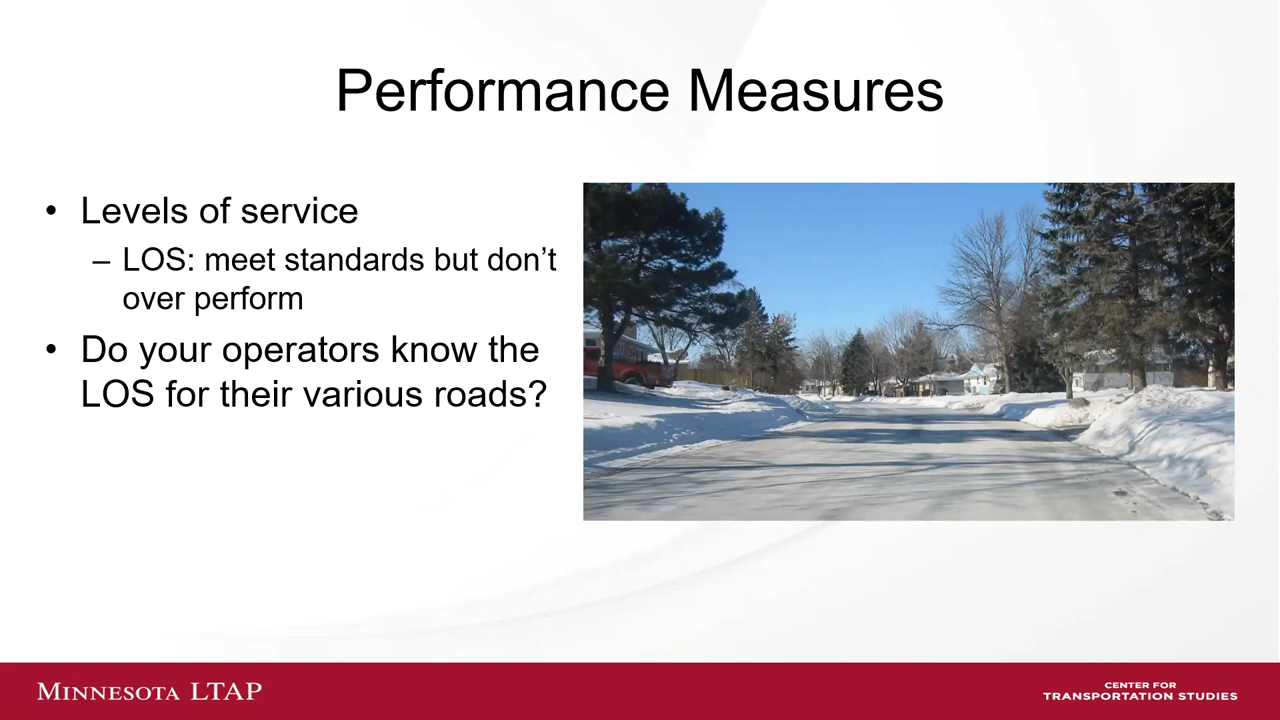 Performance Measures
• Levels of service
– LOS: meet standards but don’t
over perform
• Do your operators know the
LOS for their various roads?
MINNESOTA LTAP
CENTER FOR
TRANSPORTATION STUDIES